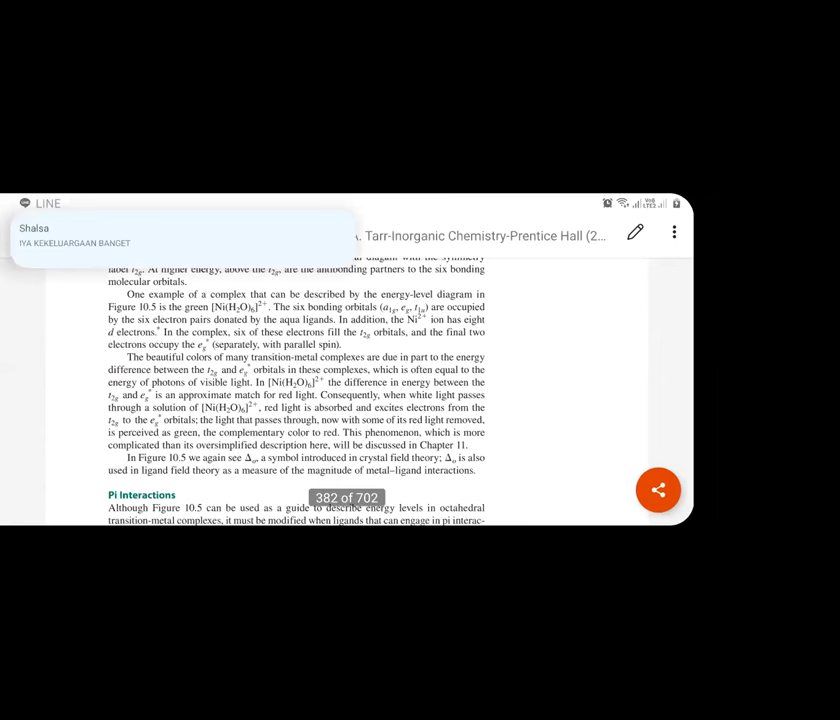 LINE
Shalsa
IYA KEKELUARGAAN BANGET
Tarr-Inorganic Chemistry-Prentice Hall (2...
label t2g. At higher energy, above the t2g, are the antibonding partners to the six bonding
molecular orbitals.
One example of a complex that can be described by the energy-level diagram in
Figure 10.5 is the green [Ni(H2O)6]2+. The six bonding orbitals (a1g, eg, t1u) are occupied
by the six electron pairs donated by the aqua ligands. In addition, the Ni2+ ion has eight
d electrons.* In the complex, six of these electrons fill the t2g orbitals, and the final two
electrons occupy the eg* (separately, with parallel spin).
The beautiful colors of many transition-metal complexes are due in part to the energy
difference between the t2g and eg* orbitals in these complexes, which is often equal to the
energy of photons of visible light. In [Ni(H2O)6]2+ the difference in energy between the
t2g and eg* is an approximate match for red light. Consequently, when white light passes
through a solution of [Ni(H2O)6]2+, red light is absorbed and excites electrons from the
t2g to the eg* orbitals; the light that passes through, now with some of its red light removed,
is perceived as green, the complementary color to red. This phenomenon, which is more
complicated than its oversimplified description here, will be discussed in Chapter 11.
In Figure 10.5 we again see Δo, a symbol introduced in crystal field theory; Δo is also
used in ligand field theory as a measure of the magnitude of metal–ligand interactions.
Pi Interactions
382 of 702
Although Figure 10.5 can be used as a guide to describe energy levels in octahedral
transition-metal complexes, it must be modified when ligands that can engage in pi interac-